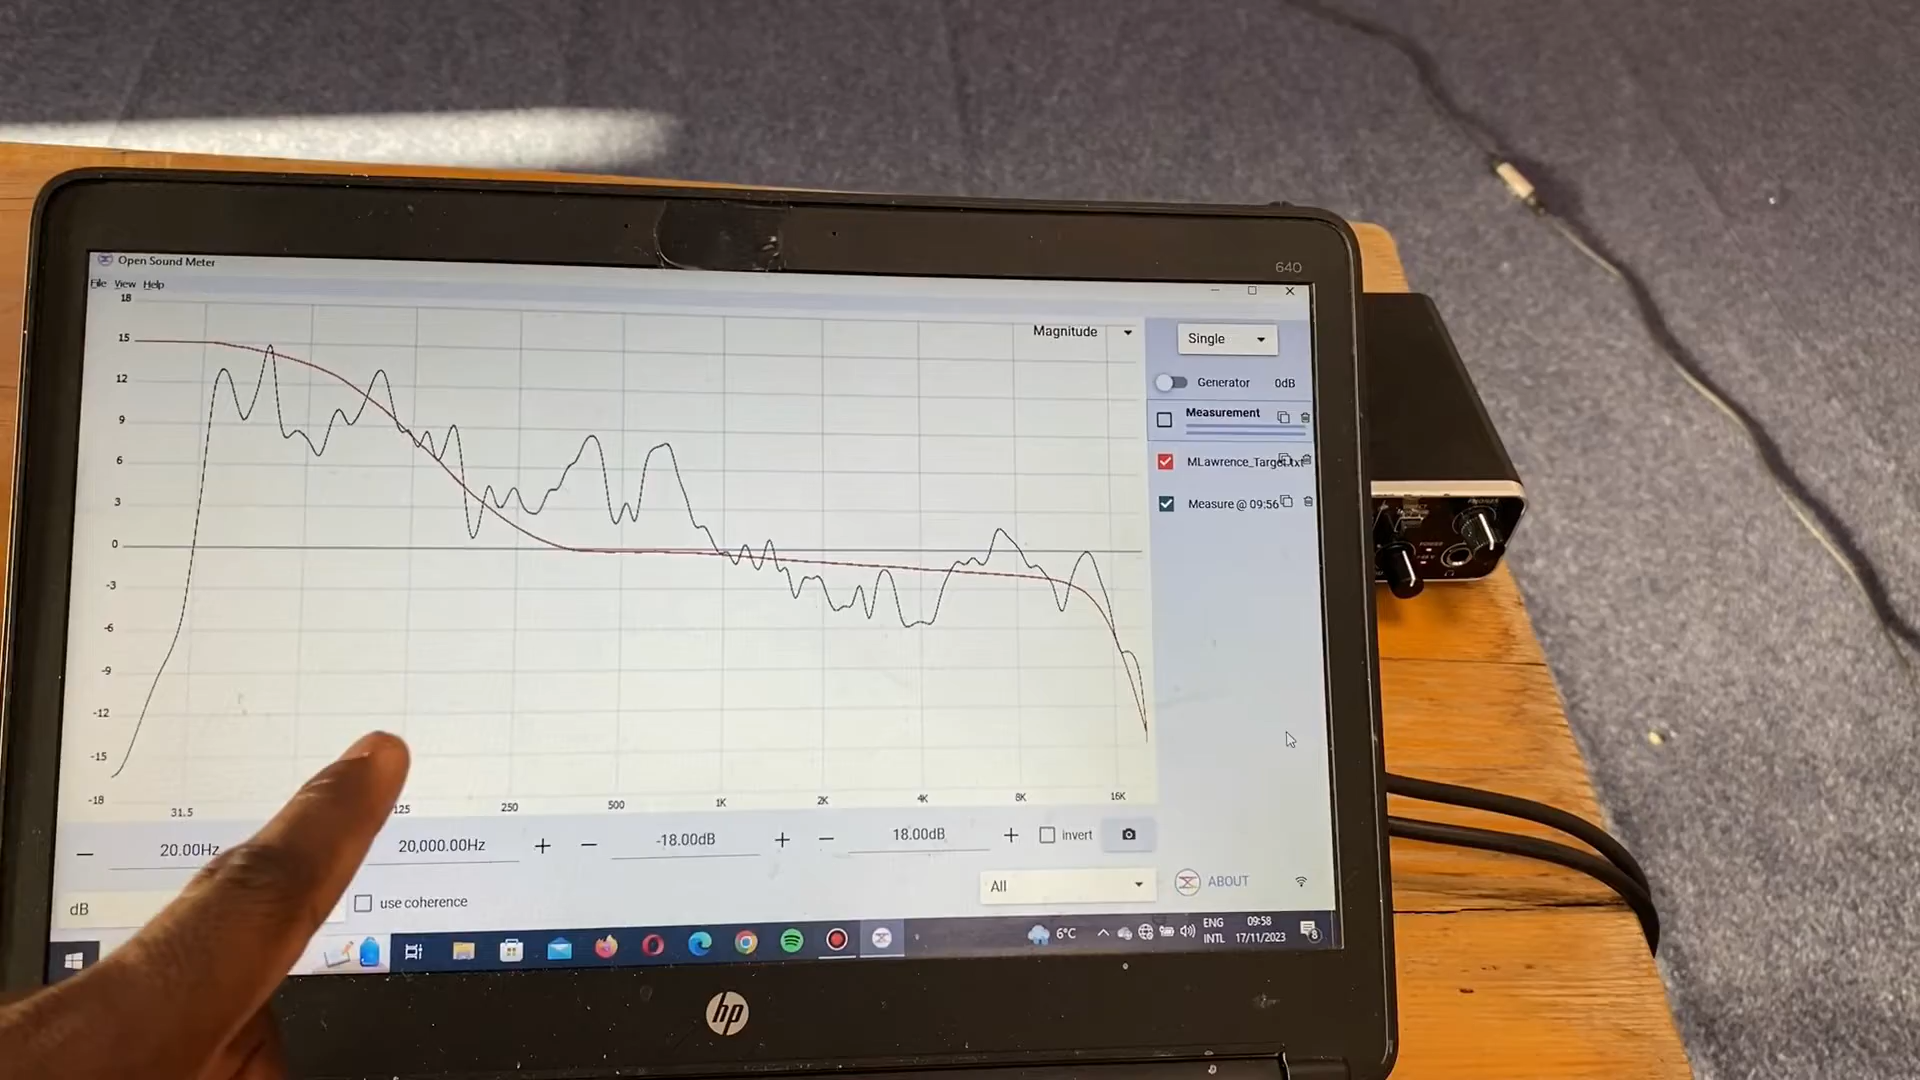 640
Open Sound Meter
File View Help
18
15
12
9
6
3
0
-3
-6
-9
-12
-15
-18
31.5
125
250
500
1K
2K
4K
8K
16K
Magnitude
Single
Generator 0dB
Measurement
MLawrence_Target.txt
Measure @ 09:56
20.00Hz
20,000.00Hz
-18.00dB
18.00dB
invert
dB
use coherence
All
ABOUT
6°C
ENG
INTL
09:58
17/11/2023
8
hp